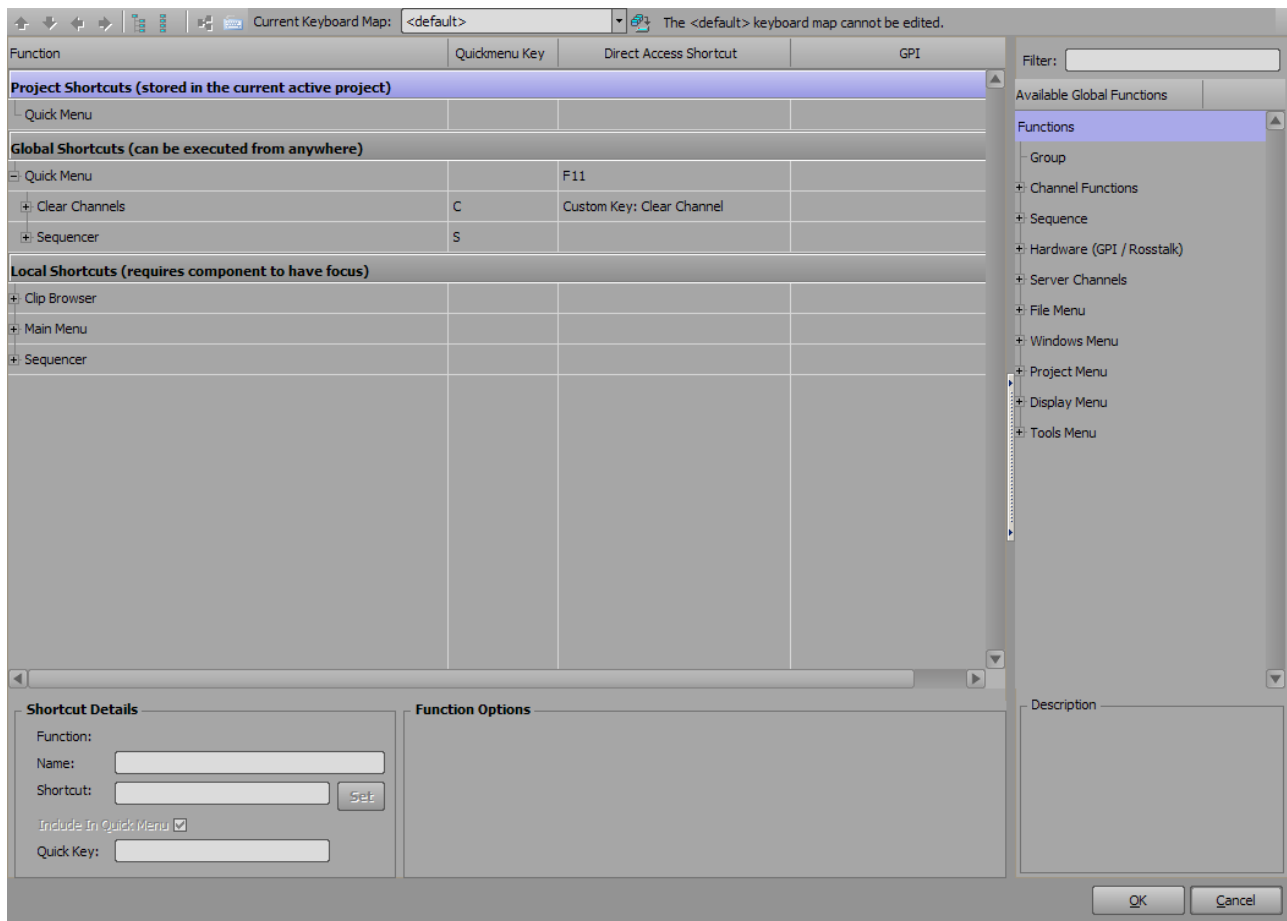 Current Keyboard Map: <default> The <default> keyboard map cannot be edited.
Function Quickmenu Key Direct Access Shortcut GPI
Project Shortcuts (stored in the current active project)
Quick Menu
Global Shortcuts (can be executed from anywhere)
Quick Menu F11
Clear Channels C Custom Key: Clear Channel
Sequencer S
Local Shortcuts (requires component to have focus)
Clip Browser
Main Menu
Sequencer
Filter:
Available Global Functions
Functions
Group
Channel Functions
Sequence
Hardware (GPI / Rosstalk)
Server Channels
File Menu
Windows Menu
Project Menu
Display Menu
Tools Menu
Shortcut Details
Function:
Name:
Shortcut: Set
Include In Quick Menu
Quick Key:
Function Options
Description
OK Cancel